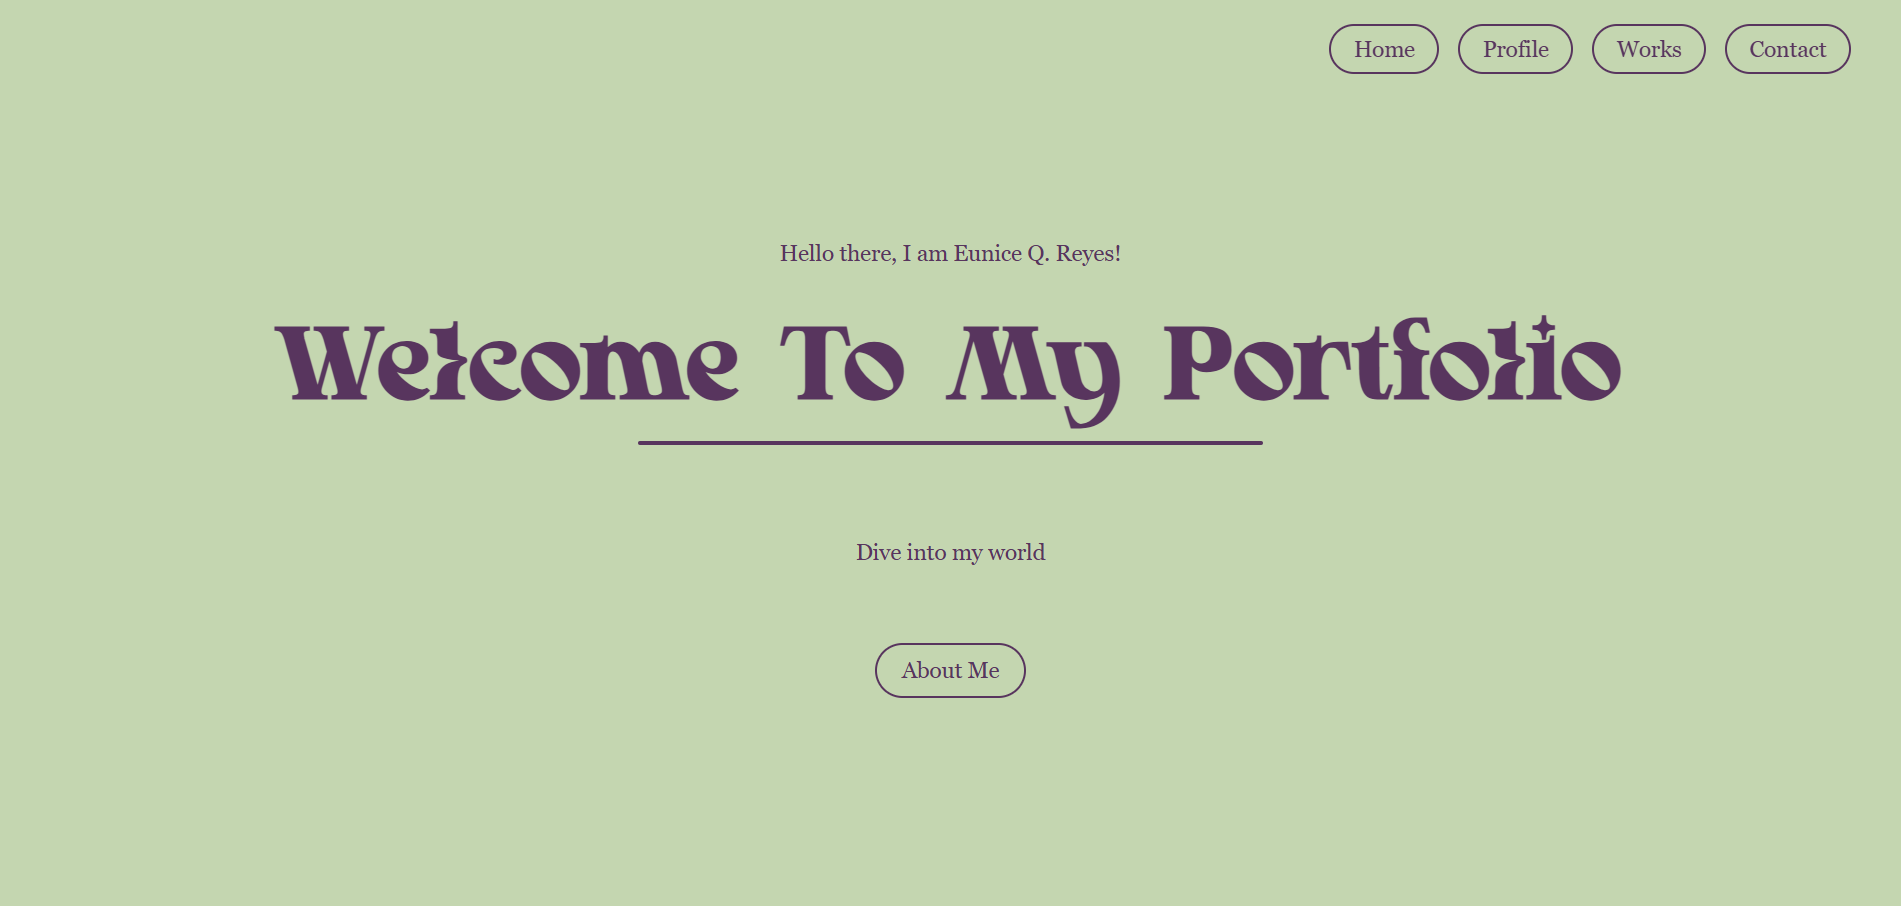 Home Profile Works Contact
Hello there, I am Eunice Q. Reyes!
Welcome To My Portfolio
Dive into my world
About Me